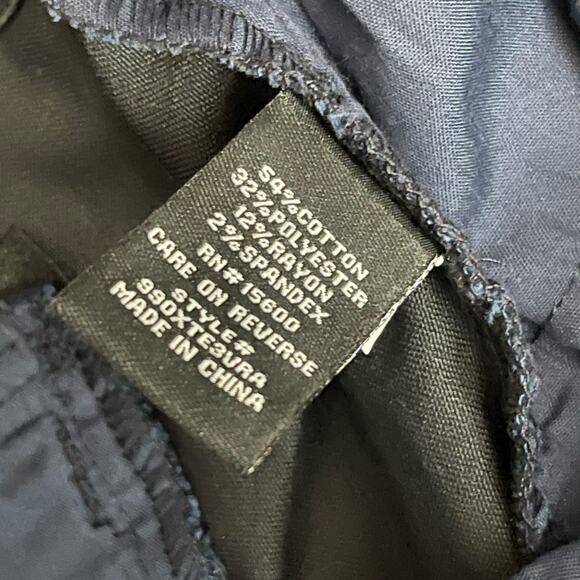 54%COTTON
32%POLYESTER
12%RAYON
2%SPANDEX
RN#15600
CARE ON REVERSE
STYLE#
990XTE3VRA
MADE IN CHINA